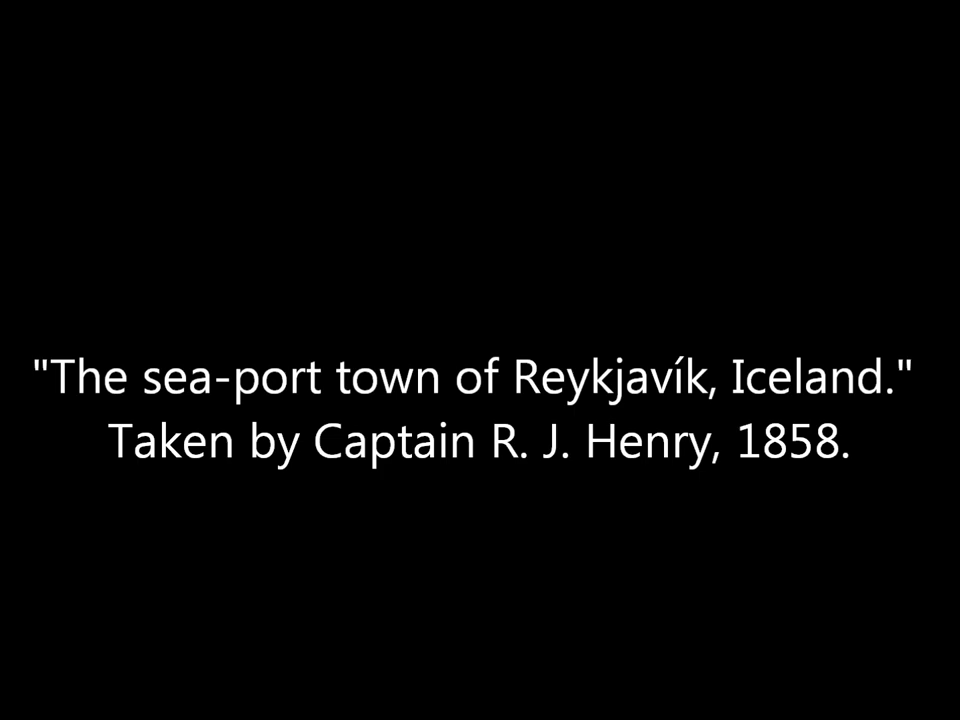 "The sea-port town of Reykjavík, Iceland."
Taken by Captain R. J. Henry, 1858.